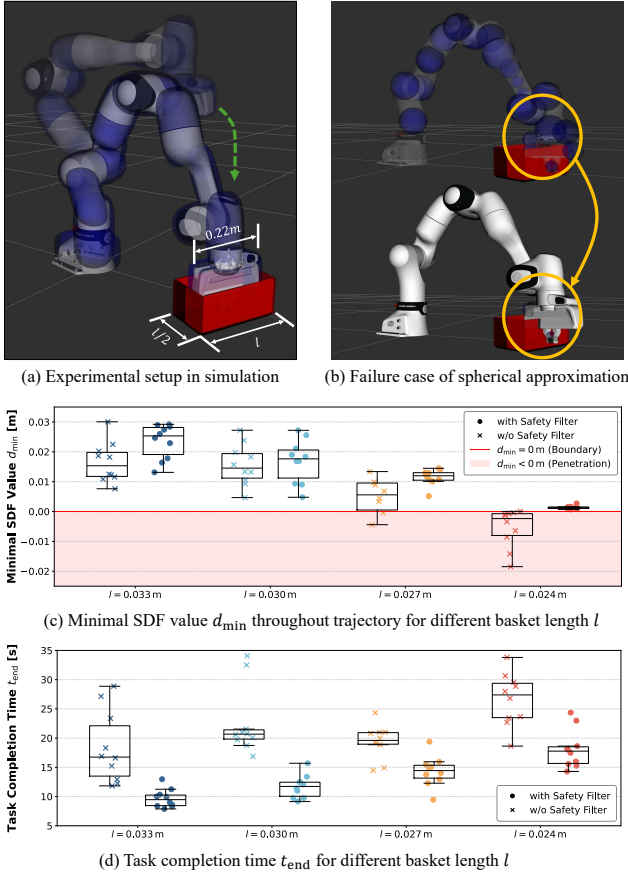 0.22m
l/2
l
(a) Experimental setup in simulation
(b) Failure case of spherical approximation
Minimal SDF Value d_min [m]
0.03
0.02
0.01
0.00
−0.01
−0.02
with Safety Filter
w/o Safety Filter
d_min = 0 m (Boundary)
d_min < 0 m (Penetration)
l = 0.033 m
l = 0.030 m
l = 0.027 m
l = 0.024 m
(c) Minimal SDF value d_min throughout trajectory for different basket length l
Task Completion Time t_end [s]
35
30
25
20
15
10
5
with Safety Filter
w/o Safety Filter
l = 0.033 m
l = 0.030 m
l = 0.027 m
l = 0.024 m
(d) Task completion time t_end for different basket length l